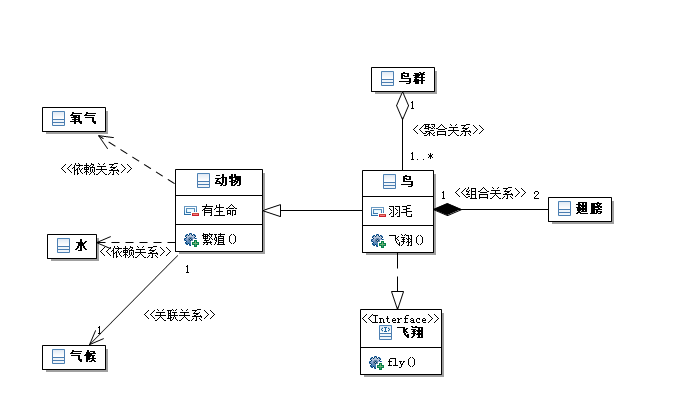 鸟群
1
氧气
<<聚合关系>>
1..*
<<依赖关系>>
动物
鸟
1
<<组合关系>>
2
有生命
羽毛
翅膀
水
<<依赖关系>>
繁殖()
飞翔()
1
<<关联关系>>
<<Interface>>
1
飞翔
气候
fly()